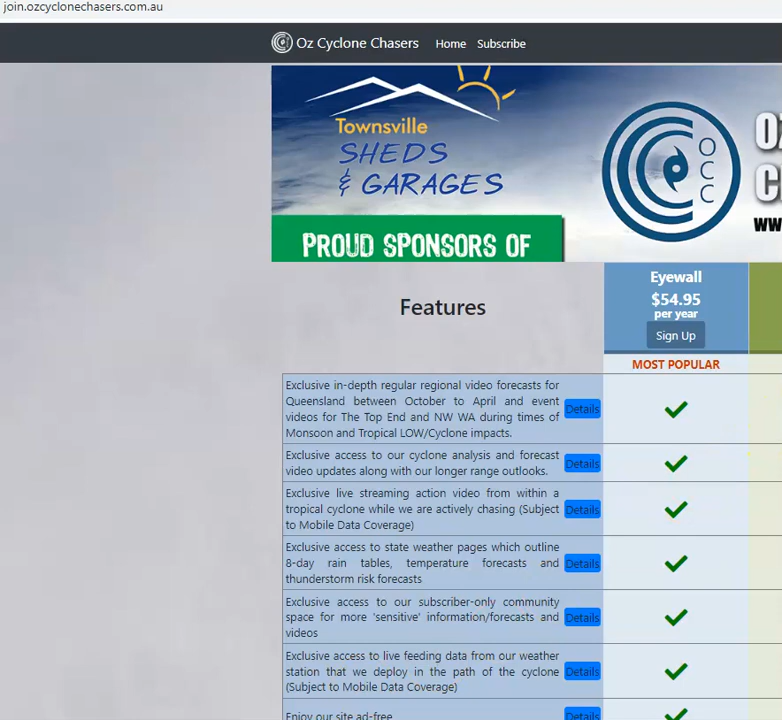 join.ozcyclonechasers.com.au
Oz Cyclone Chasers Home Subscribe
Townsville
SHEDS
& GARAGES
PROUD SPONSORS OF
O
C
C
WW
Features
Eyewall
$54.95
per year
Sign Up
MOST POPULAR
Exclusive in-depth regular regional video forecasts for
Queensland between October to April and event
videos for The Top End and NW WA during times of
Monsoon and Tropical LOW/Cyclone impacts.
Details
Exclusive access to our cyclone analysis and forecast
video updates along with our longer range outlooks.
Details
Exclusive live streaming action video from within a
tropical cyclone while we are actively chasing (Subject
to Mobile Data Coverage)
Details
Exclusive access to state weather pages which outline
8-day rain tables, temperature forecasts and
thunderstorm risk forecasts
Details
Exclusive access to our subscriber-only community
space for more 'sensitive' information/forecasts and
videos
Details
Exclusive access to live feeding data from our weather
station that we deploy in the path of the cyclone
(Subject to Mobile Data Coverage)
Details
Enjoy our site ad-free
Details